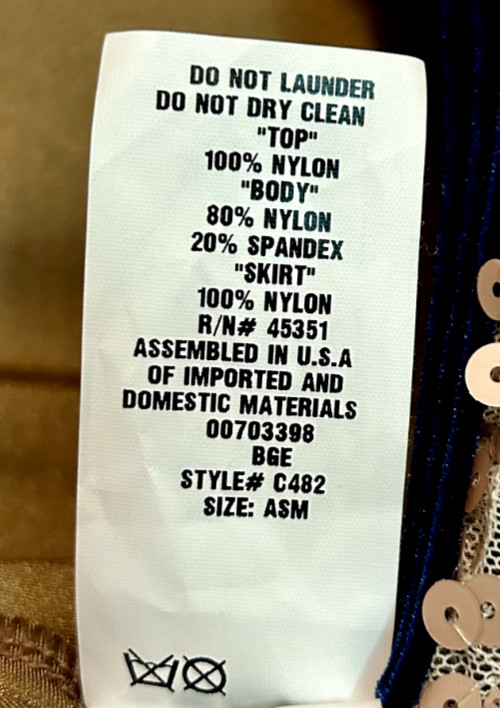 DO NOT LAUNDER
DO NOT DRY CLEAN
"TOP"
100% NYLON
"BODY"
80% NYLON
20% SPANDEX
"SKIRT"
100% NYLON
R/N# 45351
ASSEMBLED IN U.S.A
OF IMPORTED AND
DOMESTIC MATERIALS
00703398
BGE
STYLE# C482
SIZE: ASM